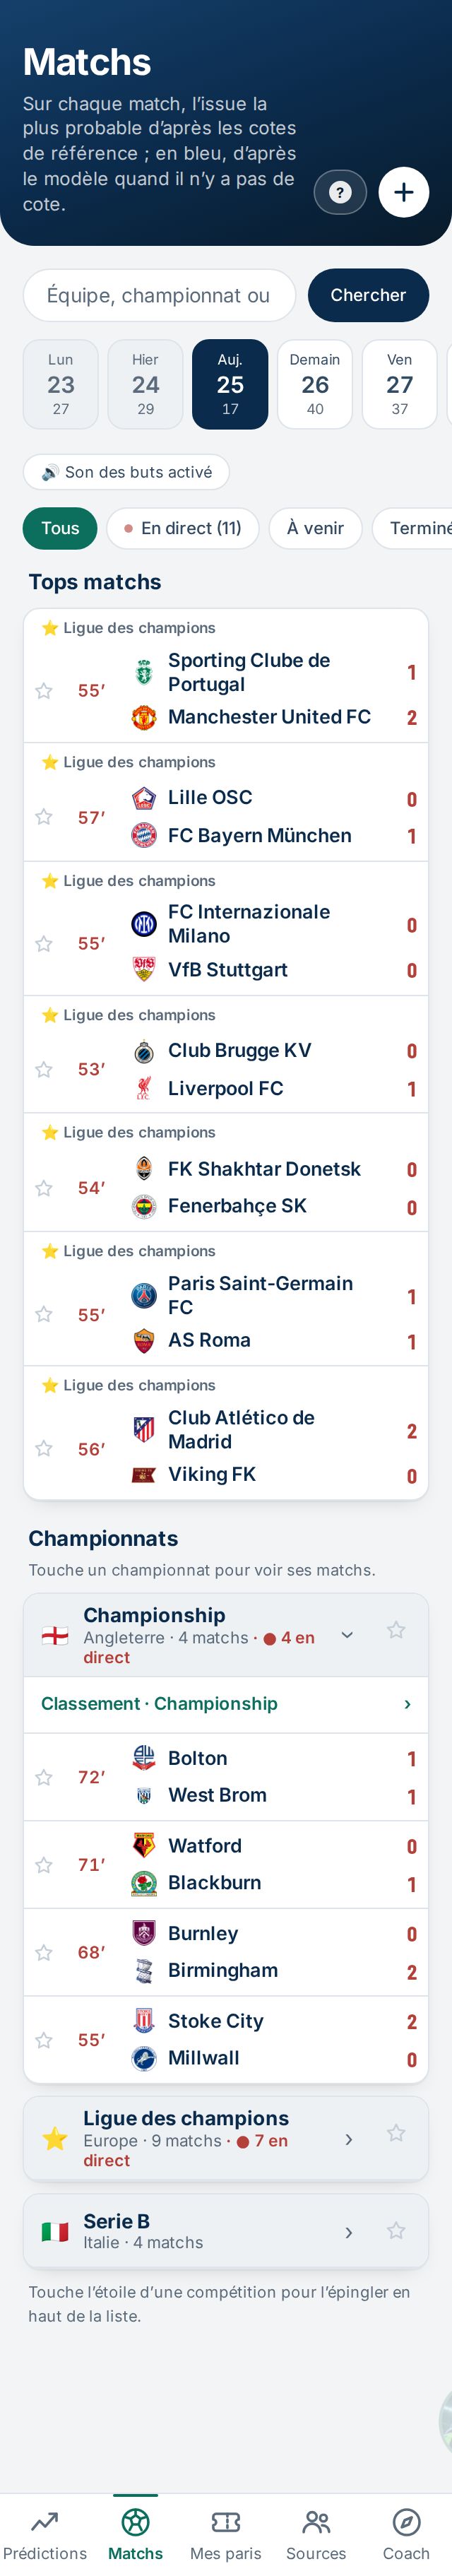 Matchs
Sur chaque match, l’issue la
plus probable d’après les cotes
de référence ; en bleu, d’après
le modèle quand il n’y a pas de
cote.
?
+
Équipe, championnat ou
Chercher
Lun
23
27
Hier
24
29
Auj.
25
17
Demain
26
40
Ven
27
37
🔊 Son des buts activé
Tous
En direct (11)
À venir
Terminé
Tops matchs
⭐ Ligue des champions
55’
Sporting Clube de
Portugal
1
Manchester United FC
2
⭐ Ligue des champions
57’
Lille OSC
0
FC Bayern München
1
⭐ Ligue des champions
55’
FC Internazionale
Milano
0
VfB Stuttgart
0
⭐ Ligue des champions
53’
Club Brugge KV
0
Liverpool FC
1
⭐ Ligue des champions
54’
FK Shakhtar Donetsk
0
Fenerbahçe SK
0
⭐ Ligue des champions
55’
Paris Saint-Germain
FC
1
AS Roma
1
⭐ Ligue des champions
56’
Club Atlético de
Madrid
2
Viking FK
0
Championnats
Touche un championnat pour voir ses matchs.
Championship
Angleterre · 4 matchs · ● 4 en
direct
Classement · Championship ›
72’
Bolton
1
West Brom
1
71’
Watford
0
Blackburn
1
68’
Burnley
0
Birmingham
2
55’
Stoke City
2
Millwall
0
Ligue des champions
Europe · 9 matchs · ● 7 en
direct
Serie B
Italie · 4 matchs
Touche l’étoile d’une compétition pour l’épingler en
haut de la liste.
Prédictions
Matchs
Mes paris
Sources
Coach